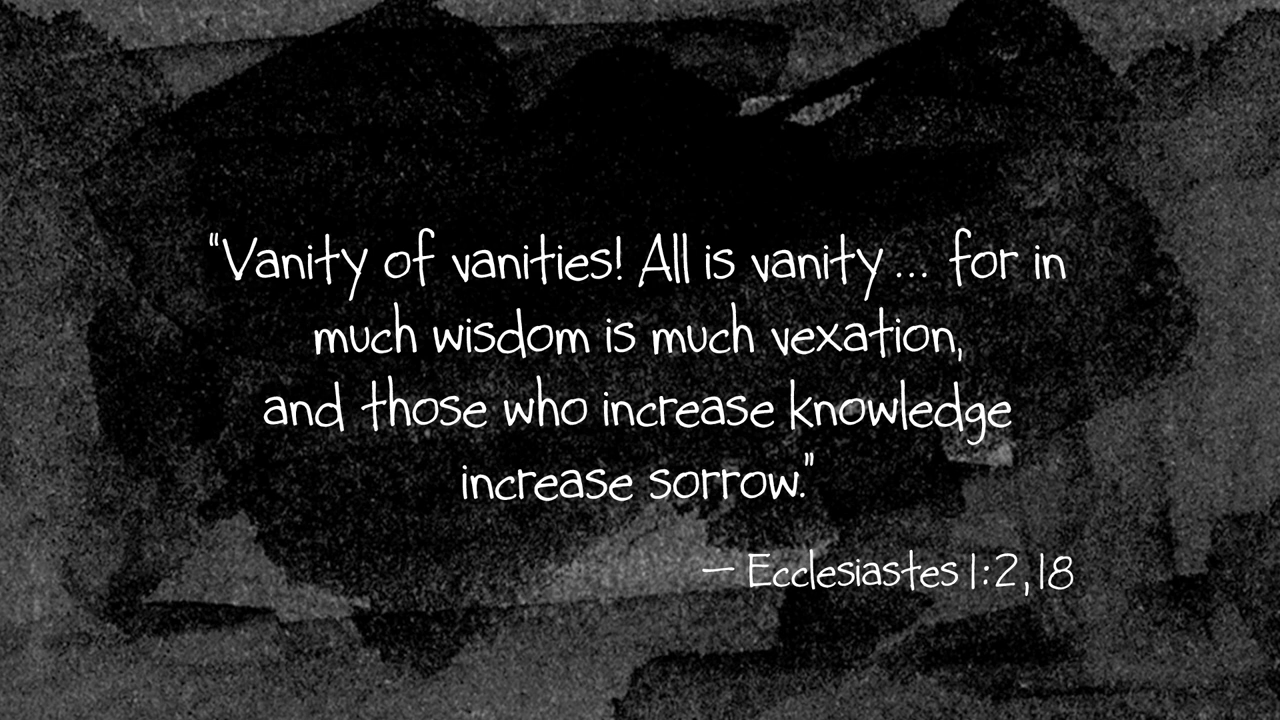 “Vanity of vanities! All is vanity... for in
much wisdom is much vexation,
and those who increase knowledge
increase sorrow.”
— Ecclesiastes 1:2,18